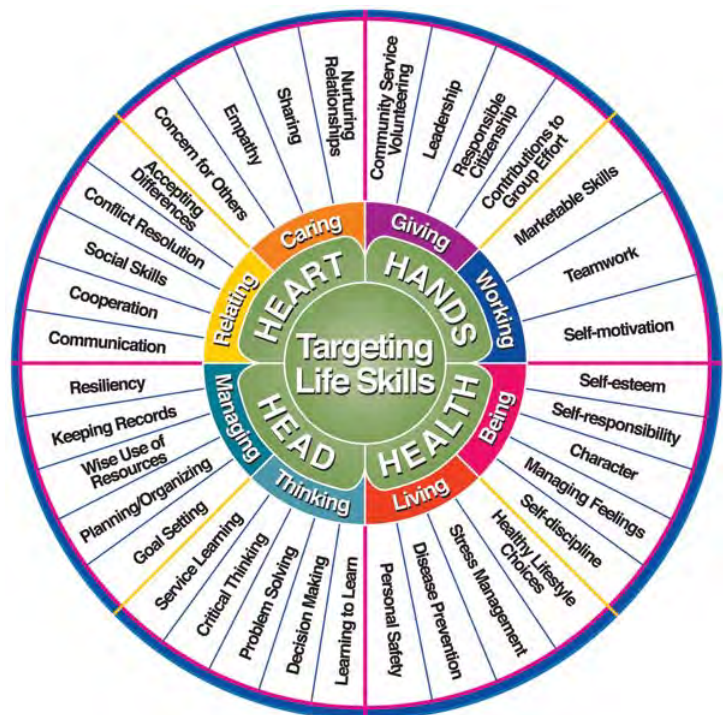 Targeting
Life Skills
HEART
HANDS
HEALTH
HEAD
Caring
Giving
Working
Being
Living
Thinking
Managing
Relating
Nurturing
Relationships
Sharing
Empathy
Concern for Others
Accepting
Differences
Conflict Resolution
Social Skills
Cooperation
Communication
Community Service
Volunteering
Leadership
Responsible
Citizenship
Contributions to
Group Effort
Marketable Skills
Teamwork
Self-motivation
Self-esteem
Self-responsibility
Character
Managing Feelings
Self-discipline
Healthy Lifestyle
Choices
Stress Management
Disease Prevention
Personal Safety
Learning to Learn
Decision Making
Problem Solving
Critical Thinking
Service Learning
Goal Setting
Planning/Organizing
Wise Use of
Resources
Keeping Records
Resiliency